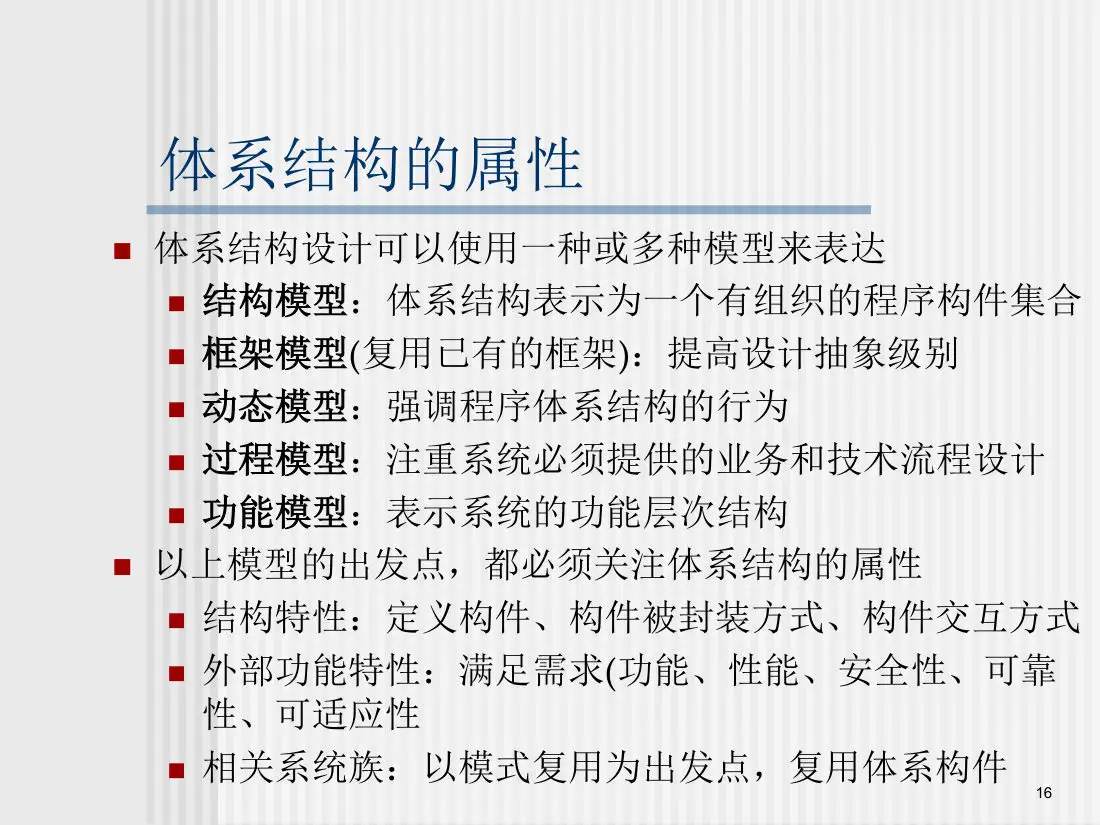 体系结构的属性
体系结构设计可以使用一种或多种模型来表达
结构模型：体系结构表示为一个有组织的程序构件集合
框架模型(复用已有的框架)：提高设计抽象级别
动态模型：强调程序体系结构的行为
过程模型：注重系统必须提供的业务和技术流程设计
功能模型：表示系统的功能层次结构
以上模型的出发点，都必须关注体系结构的属性
结构特性：定义构件、构件被封装方式、构件交互方式
外部功能特性：满足需求(功能、性能、安全性、可靠
性、可适应性
相关系统族：以模式复用为出发点，复用体系构件
16